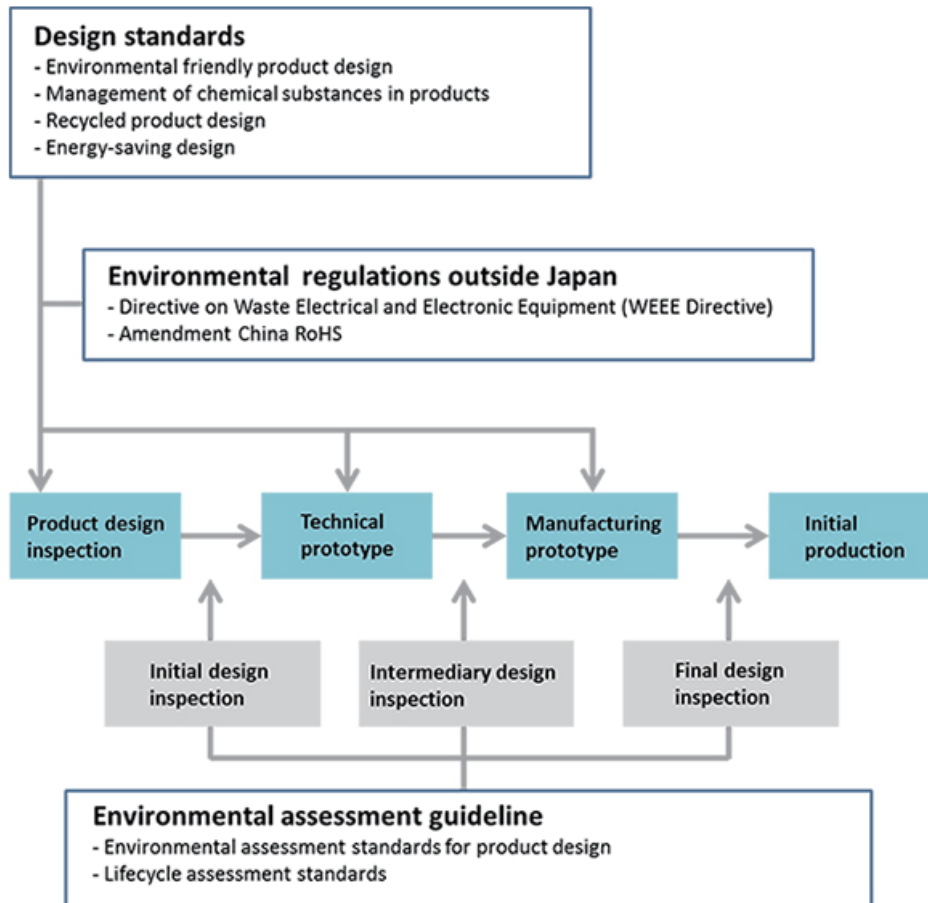 Design standards
- Environmental friendly product design
- Management of chemical substances in products
- Recycled product design
- Energy-saving design
Environmental regulations outside Japan
- Directive on Waste Electrical and Electronic Equipment (WEEE Directive)
- Amendment China RoHS
Product design
inspection
Technical
prototype
Manufacturing
prototype
Initial
production
Initial design
inspection
Intermediary design
inspection
Final design
inspection
Environmental assessment guideline
- Environmental assessment standards for product design
- Lifecycle assessment standards